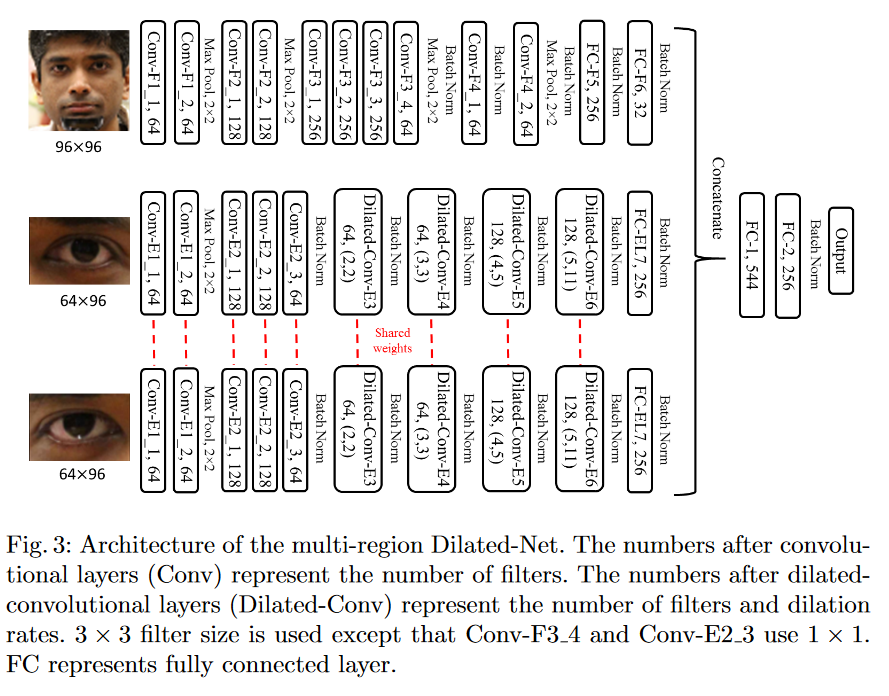 96×96
Conv-F1_1, 64
Conv-F1_2, 64
Max Pool, 2×2
Conv-F2_1, 128
Conv-F2_2, 128
Max Pool, 2×2
Conv-F3_1, 256
Conv-F3_2, 256
Conv-F3_3, 256
Conv-F3_4, 64
Max Pool, 2×2
Batch Norm
Conv-F4_1, 64
Batch Norm
Conv-F4_2, 64
Max Pool, 2×2
Batch Norm
FC-F5, 256
Batch Norm
FC-F6, 32
Batch Norm
64×96
Conv-E1_1, 64
Conv-E1_2, 64
Max Pool, 2×2
Conv-E2_1, 128
Conv-E2_2, 128
Conv-E2_3, 64
Batch Norm
Dilated-Conv-E3
64, (2,2)
Batch Norm
Dilated-Conv-E4
64, (3,3)
Batch Norm
Dilated-Conv-E5
128, (4,5)
Batch Norm
Dilated-Conv-E6
128, (5,11)
Batch Norm
FC-EL7, 256
Batch Norm
Shared
weights
64×96
Conv-E1_1, 64
Conv-E1_2, 64
Max Pool, 2×2
Conv-E2_1, 128
Conv-E2_2, 128
Conv-E2_3, 64
Batch Norm
Dilated-Conv-E3
64, (2,2)
Batch Norm
Dilated-Conv-E4
64, (3,3)
Batch Norm
Dilated-Conv-E5
128, (4,5)
Batch Norm
Dilated-Conv-E6
128, (5,11)
Batch Norm
FC-EL7, 256
Batch Norm
Concatenate
FC-1, 544
FC-2, 256
Batch Norm
Output
Fig. 3: Architecture of the multi-region Dilated-Net. The numbers after convolu-
tional layers (Conv) represent the number of filters. The numbers after dilated-
convolutional layers (Dilated-Conv) represent the number of filters and dilation
rates. 3 × 3 filter size is used except that Conv-F3_4 and Conv-E2_3 use 1 × 1.
FC represents fully connected layer.